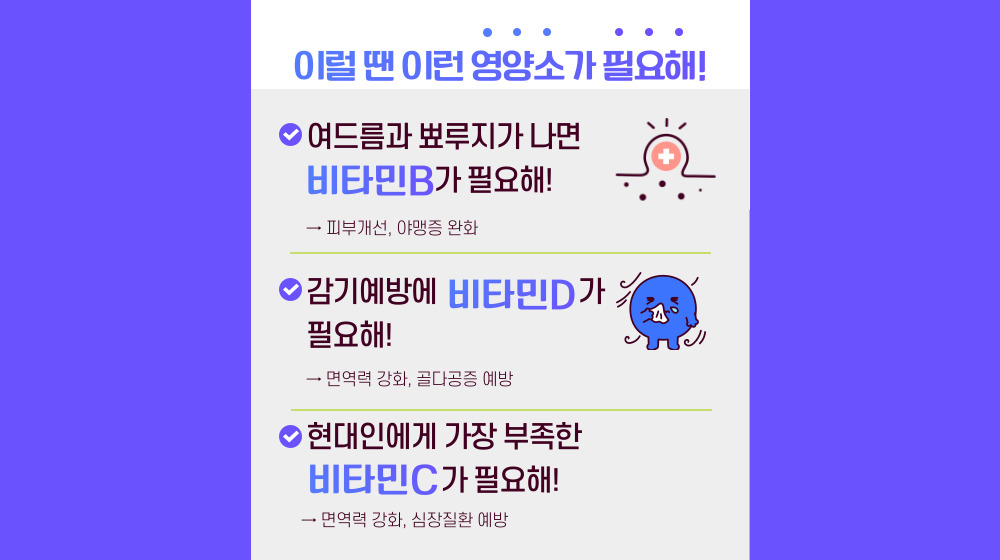 이럴 땐 이런 영양소가 필요해!
여드름과 뾰루지가 나면
비타민B가 필요해!
→ 피부개선, 야맹증 완화
감기예방에 비타민D가
필요해!
→ 면역력 강화, 골다공증 예방
현대인에게 가장 부족한
비타민C가 필요해!
→ 면역력 강화, 심장질환 예방